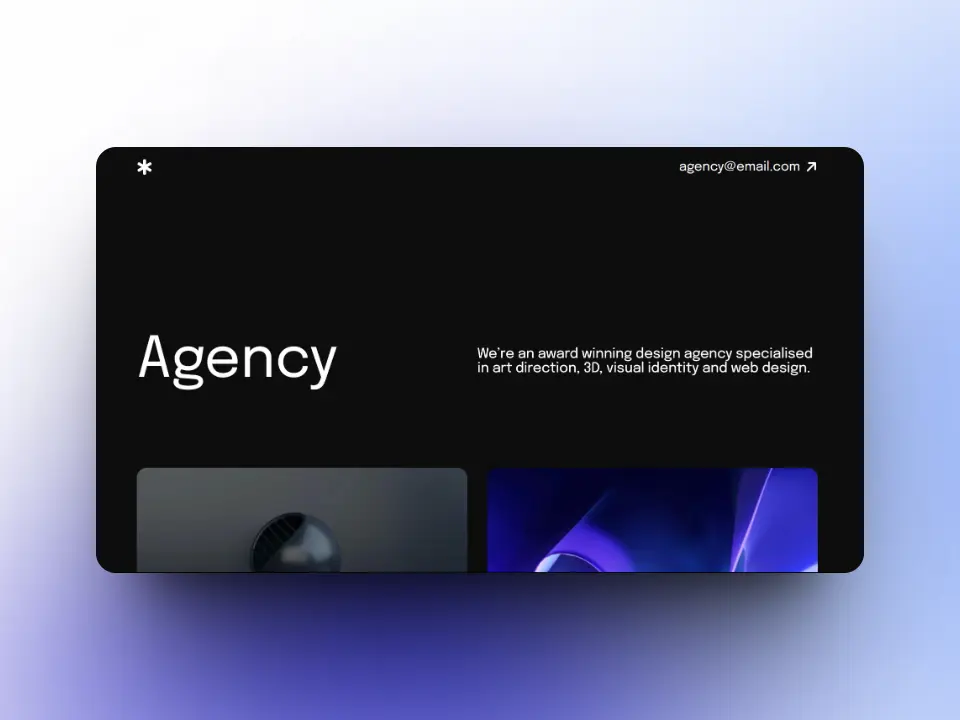 agency@email.com
Agency
We're an award winning design agency specialised
in art direction, 3D, visual identity and web design.